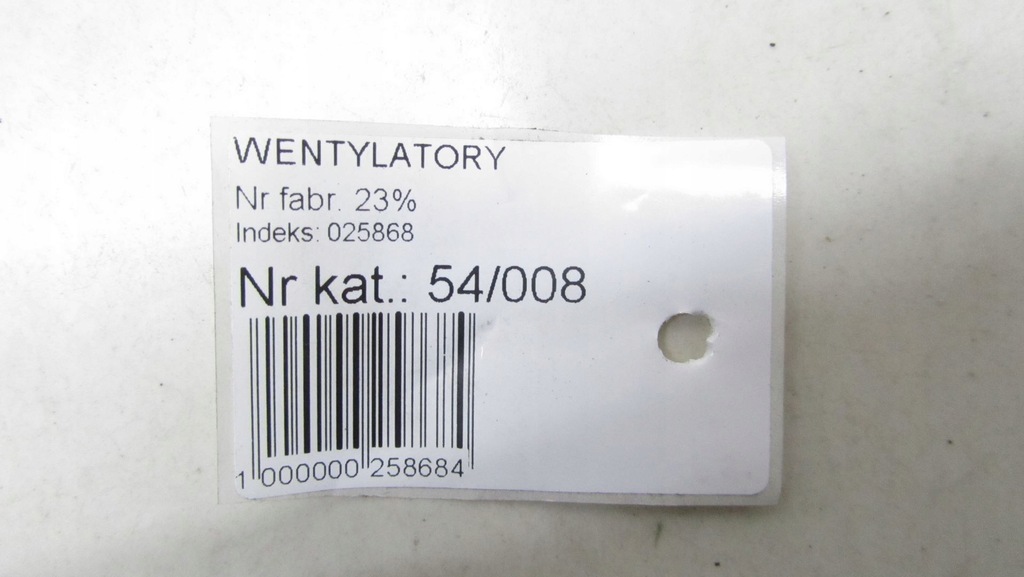 WENTYLATORY
Nr fabr. 23%
Indeks: 025868
Nr kat.: 54/008
1 000000 258684